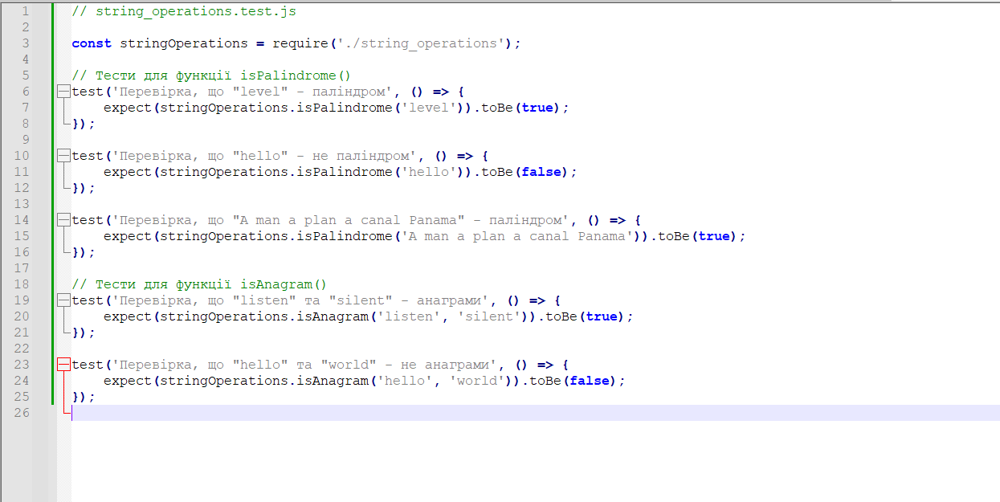 1 // string_operations.test.js
2
3 const stringOperations = require('./string_operations');
4
5 // Тести для функції isPalindrome()
6 test('Перевірка, що "level" - паліндром', () => {
7     expect(stringOperations.isPalindrome('level')).toBe(true);
8 });
9
10 test('Перевірка, що "hello" - не паліндром', () => {
11     expect(stringOperations.isPalindrome('hello')).toBe(false);
12 });
13
14 test('Перевірка, що "A man a plan a canal Panama" - паліндром', () => {
15     expect(stringOperations.isPalindrome('A man a plan a canal Panama')).toBe(true);
16 });
17
18 // Тести для функції isAnagram()
19 test('Перевірка, що "listen" та "silent" - анаграми', () => {
20     expect(stringOperations.isAnagram('listen', 'silent')).toBe(true);
21 });
22
23 test('Перевірка, що "hello" та "world" - не анаграми', () => {
24     expect(stringOperations.isAnagram('hello', 'world')).toBe(false);
25 });
26